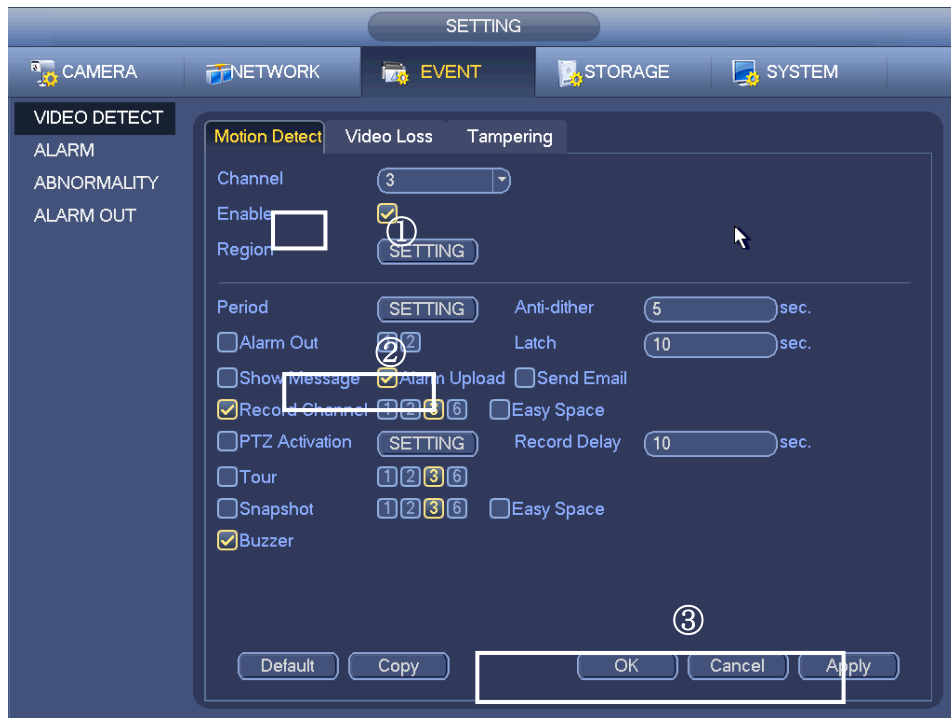 SETTING
CAMERA NETWORK EVENT STORAGE SYSTEM
VIDEO DETECT
ALARM
ABNORMALITY
ALARM OUT
Motion Detect Video Loss Tampering
Channel 3
Enable ①
Region SETTING
Period SETTING Anti-dither 5 sec.
Alarm Out 1 2 ② Latch 10 sec.
Show Message Alarm Upload Send Email
Record Channel 1 2 3 6 Easy Space
PTZ Activation SETTING Record Delay 10 sec.
Tour 1 2 3 6
Snapshot 1 2 3 6 Easy Space
Buzzer
③
Default Copy OK Cancel Apply